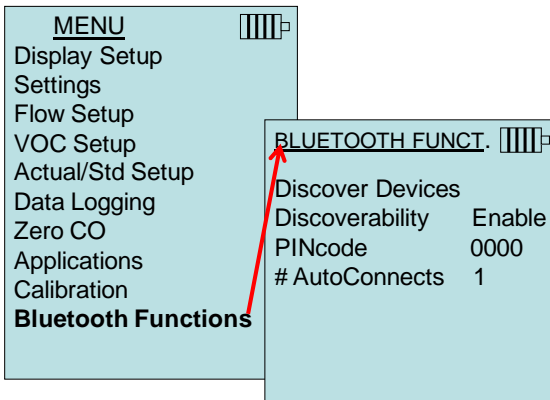 MENU
Display Setup
Settings
Flow Setup
VOC Setup
Actual/Std Setup
Data Logging
Zero CO
Applications
Calibration
Bluetooth Functions
BLUETOOTH FUNCT.
Discover Devices
Discoverability Enable
PINcode 0000
# AutoConnects 1